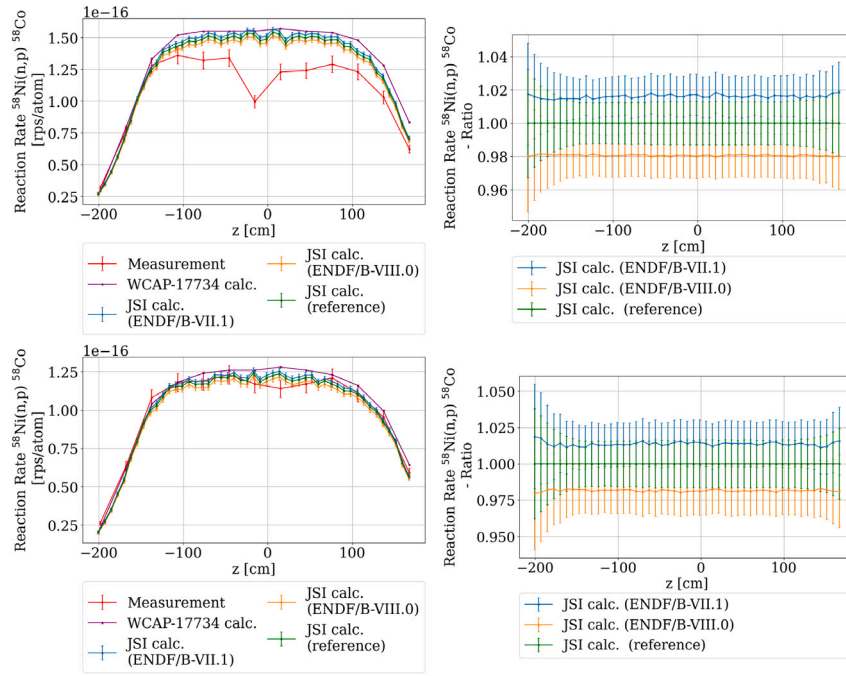 1e−16
Reaction Rate ⁵⁸Ni(n,p) ⁵⁸Co
[rps/atom]
1.50
1.25
1.00
0.75
0.50
0.25
−200
−100
0
100
z [cm]
Measurement
WCAP-17734 calc.
JSI calc.
(ENDF/B-VII.1)
JSI calc.
(ENDF/B-VIII.0)
JSI calc.
(reference)
Reaction Rate ⁵⁸Ni(n,p) ⁵⁸Co
- Ratio
1.04
1.02
1.00
0.98
0.96
−200
−100
0
100
z [cm]
JSI calc. (ENDF/B-VII.1)
JSI calc. (ENDF/B-VIII.0)
JSI calc. (reference)
1e−16
Reaction Rate ⁵⁸Ni(n,p) ⁵⁸Co
[rps/atom]
1.25
1.00
0.75
0.50
0.25
−200
−100
0
100
z [cm]
Measurement
WCAP-17734 calc.
JSI calc.
(ENDF/B-VII.1)
JSI calc.
(ENDF/B-VIII.0)
JSI calc.
(reference)
Reaction Rate ⁵⁸Ni(n,p) ⁵⁸Co
- Ratio
1.050
1.025
1.000
0.975
0.950
−200
−100
0
100
z [cm]
JSI calc. (ENDF/B-VII.1)
JSI calc. (ENDF/B-VIII.0)
JSI calc. (reference)